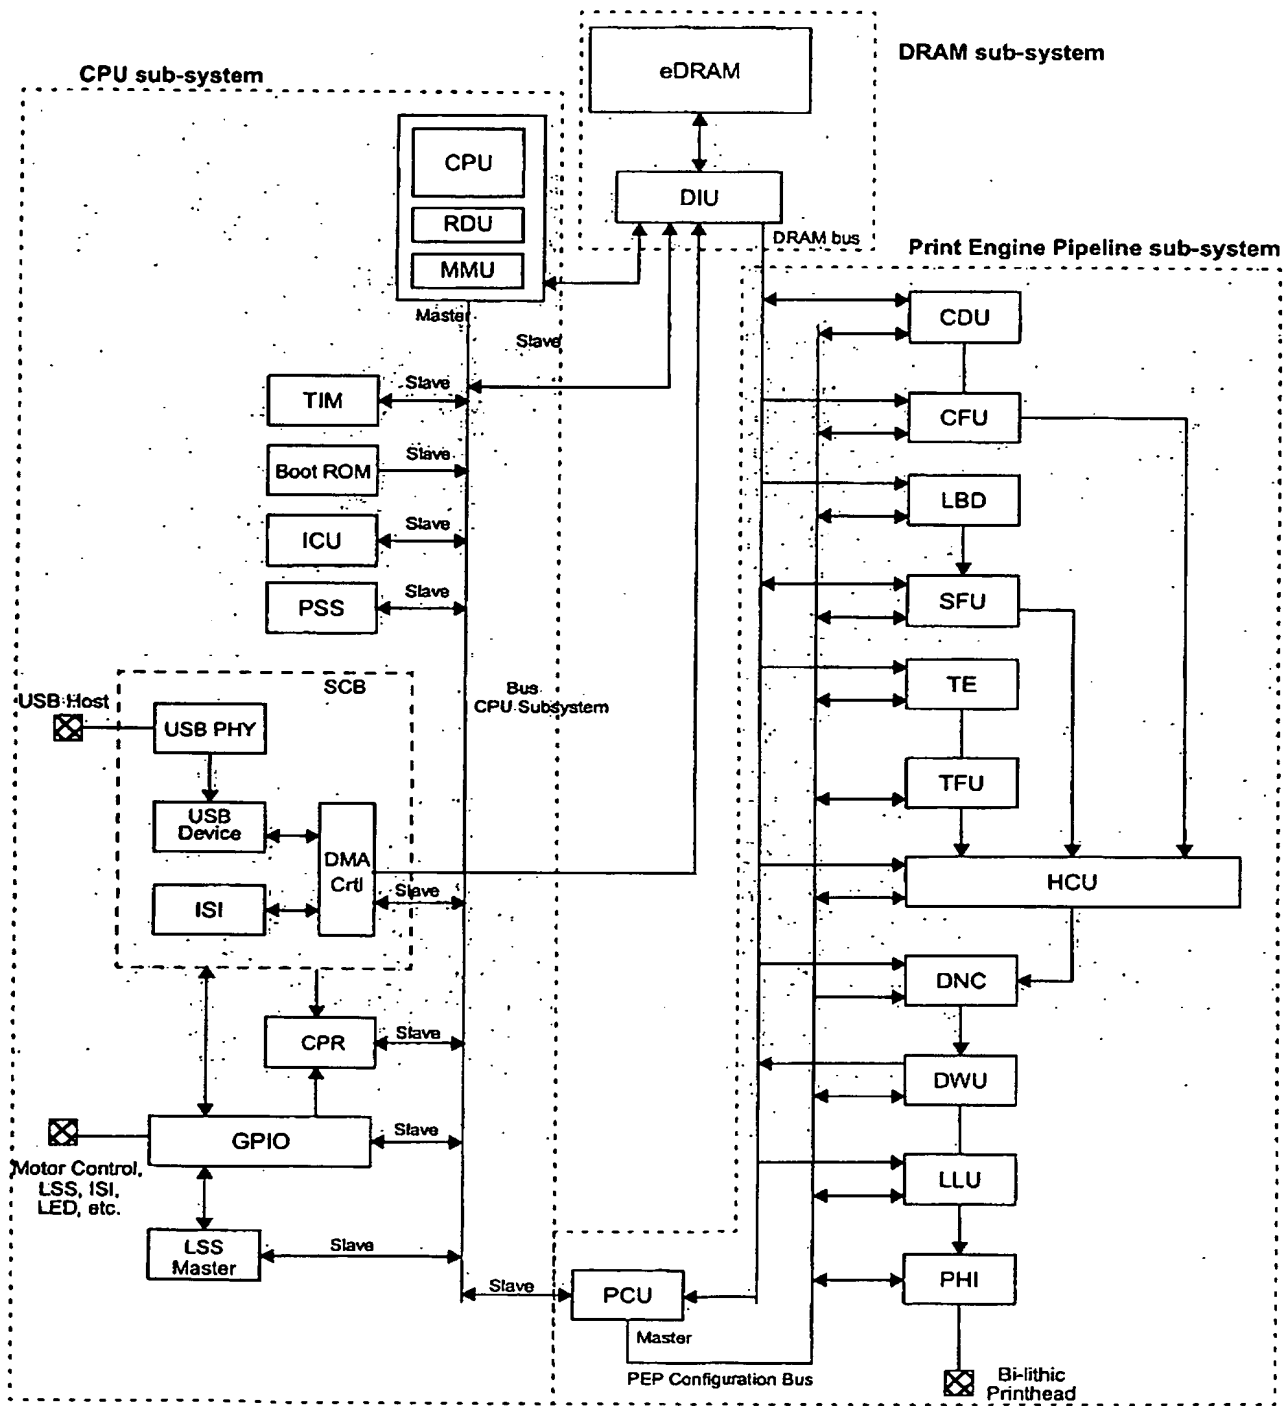 CPU sub-system
DRAM sub-system
eDRAM
CPU
RDU
MMU
Master
DIU
DRAM bus
Print Engine Pipeline sub-system
Slave
TIM
Slave
Boot ROM
Slave
ICU
Slave
PSS
Slave
SCB
USB Host
USB PHY
USB
Device
ISI
DMA
Crtl
Slave
Bus
CPU Subsystem
CPR
Slave
GPIO
Slave
Motor Control,
LSS, ISI,
LED, etc.
LSS
Master
Slave
Slave
PCU
Master
PEP Configuration Bus
CDU
CFU
LBD
SFU
TE
TFU
HCU
DNC
DWU
LLU
PHI
Bi-lithic
Printhead